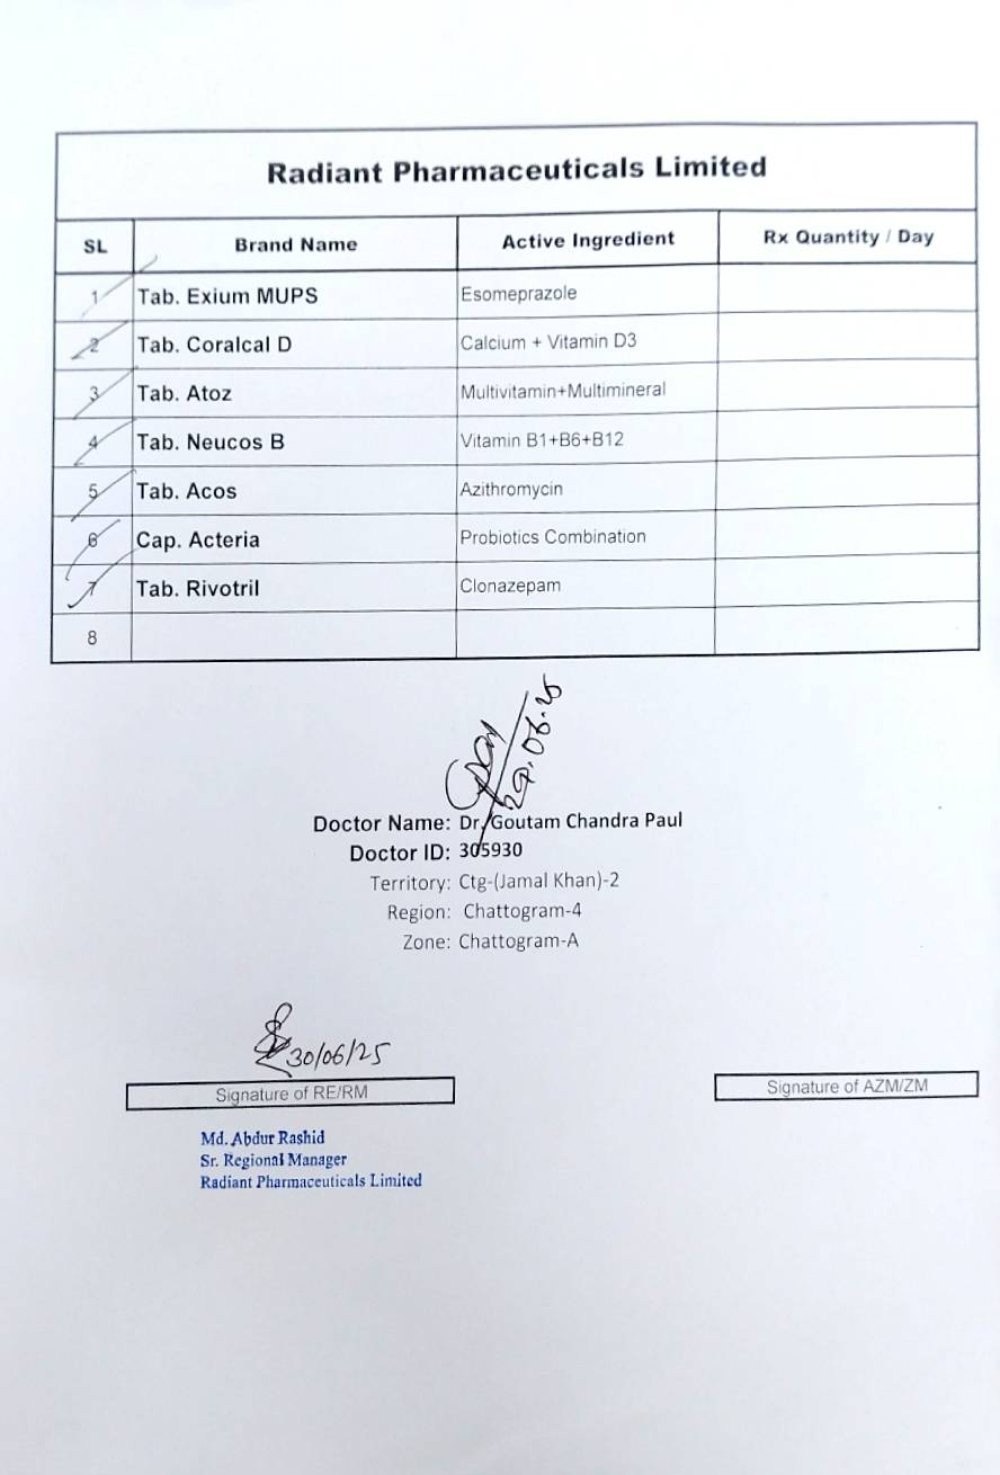 Radiant Pharmaceuticals Limited
SL Brand Name Active Ingredient Rx Quantity / Day
1 Tab. Exium MUPS Esomeprazole
2 Tab. Coralcal D Calcium + Vitamin D3
3 Tab. Atoz Multivitamin+Multimineral
4 Tab. Neucos B Vitamin B1+B6+B12
5 Tab. Acos Azithromycin
6 Cap. Acteria Probiotics Combination
7 Tab. Rivotril Clonazepam
8
29.06.25
Doctor Name: Dr. Goutam Chandra Paul
Doctor ID: 305930
Territory: Ctg-(Jamal Khan)-2
Region: Chattogram-4
Zone: Chattogram-A
30/06/25
Signature of RE/RM Signature of AZM/ZM
Md. Abdur Rashid
Sr. Regional Manager
Radiant Pharmaceuticals Limited